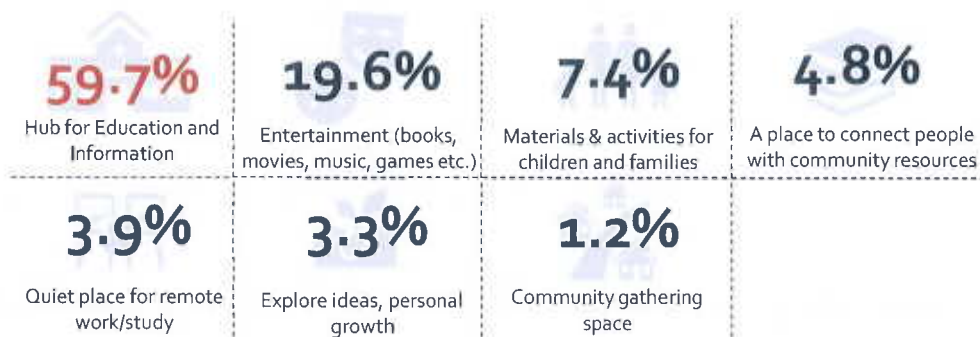 59.7%
Hub for Education and
Information
19.6%
Entertainment (books,
movies, music, games etc.)
7.4%
Materials & activities for
children and families
4.8%
A place to connect people
with community resources
3.9%
Quiet place for remote
work/study
3.3%
Explore ideas, personal
growth
1.2%
Community gathering
space